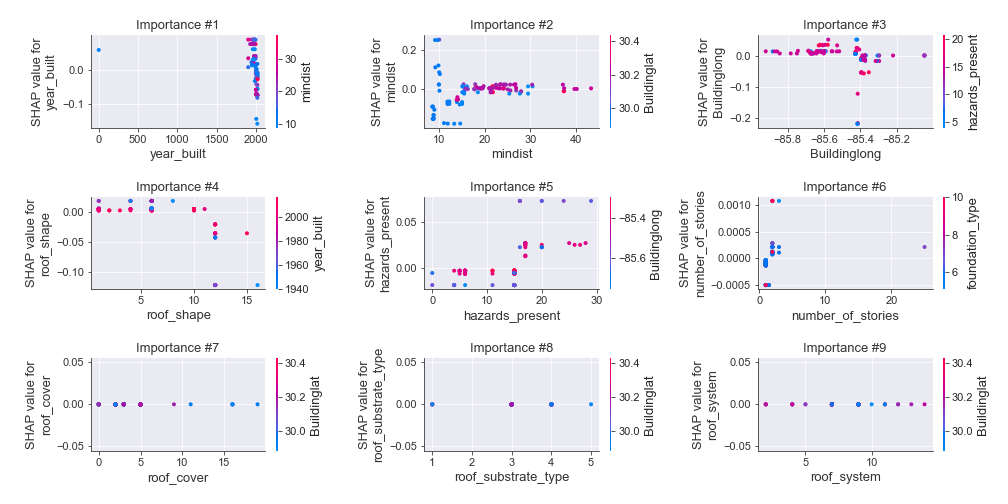 Importance #1
SHAP value for
year_built
0.0
−0.1
0
500
1000
1500
2000
year_built
30
20
10
mindist
Importance #2
SHAP value for
mindist
0.2
0.0
10
20
30
40
mindist
30.4
30.2
30.0
Buildinglat
Importance #3
SHAP value for
Buildinglong
0.0
−0.1
−0.2
−85.8
−85.6
−85.4
−85.2
Buildinglong
20
15
10
5
hazards_present
Importance #4
SHAP value for
roof_shape
0.00
−0.05
−0.10
5
10
15
roof_shape
2000
1980
1960
1940
year_built
Importance #5
SHAP value for
hazards_present
0.05
0.00
0
10
20
30
hazards_present
−85.4
−85.6
Buildinglong
Importance #6
SHAP value for
number_of_stories
0.0010
0.0005
0.0000
−0.0005
0
10
20
number_of_stories
10
8
6
foundation_type
Importance #7
SHAP value for
roof_cover
0.05
0.00
−0.05
0
5
10
15
roof_cover
30.4
30.2
30.0
Buildinglat
Importance #8
SHAP value for
roof_substrate_type
0.05
0.00
−0.05
1
2
3
4
5
roof_substrate_type
30.4
30.2
30.0
Buildinglat
Importance #9
SHAP value for
roof_system
0.05
0.00
−0.05
5
10
roof_system
30.4
30.2
30.0
Buildinglat